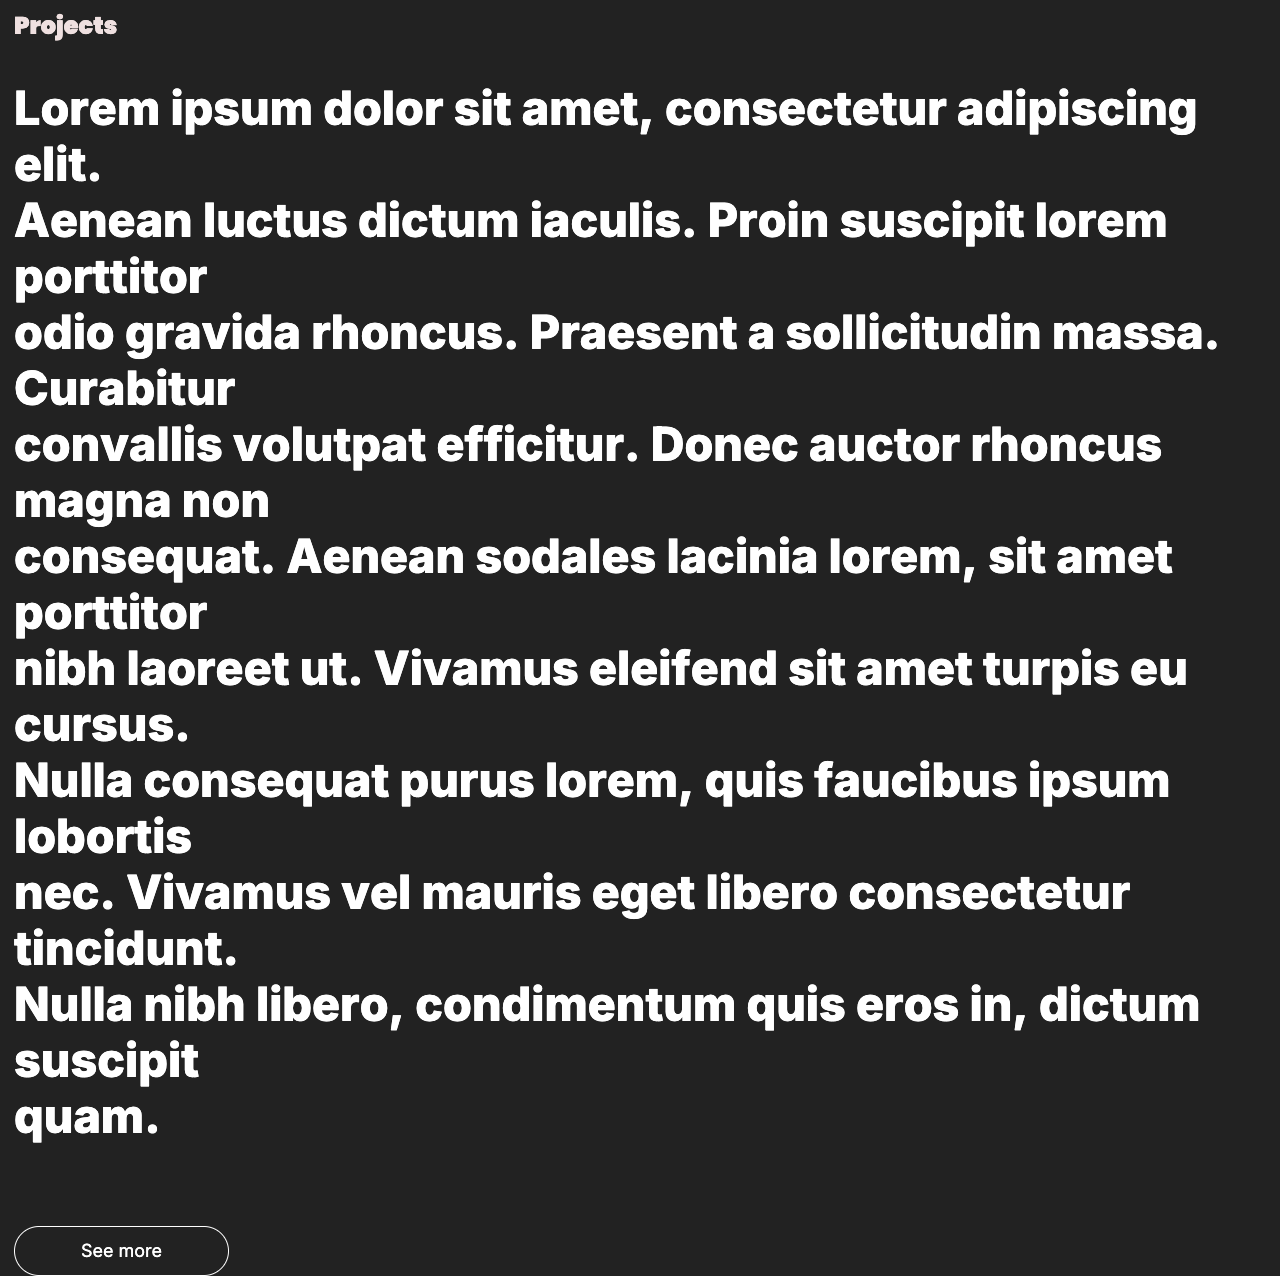 Projects
Lorem ipsum dolor sit amet, consectetur adipiscing
elit.
Aenean luctus dictum iaculis. Proin suscipit lorem
porttitor
odio gravida rhoncus. Praesent a sollicitudin massa.
Curabitur
convallis volutpat efficitur. Donec auctor rhoncus
magna non
consequat. Aenean sodales lacinia lorem, sit amet
porttitor
nibh laoreet ut. Vivamus eleifend sit amet turpis eu
cursus.
Nulla consequat purus lorem, quis faucibus ipsum
lobortis
nec. Vivamus vel mauris eget libero consectetur
tincidunt.
Nulla nibh libero, condimentum quis eros in, dictum
suscipit
quam.
See more